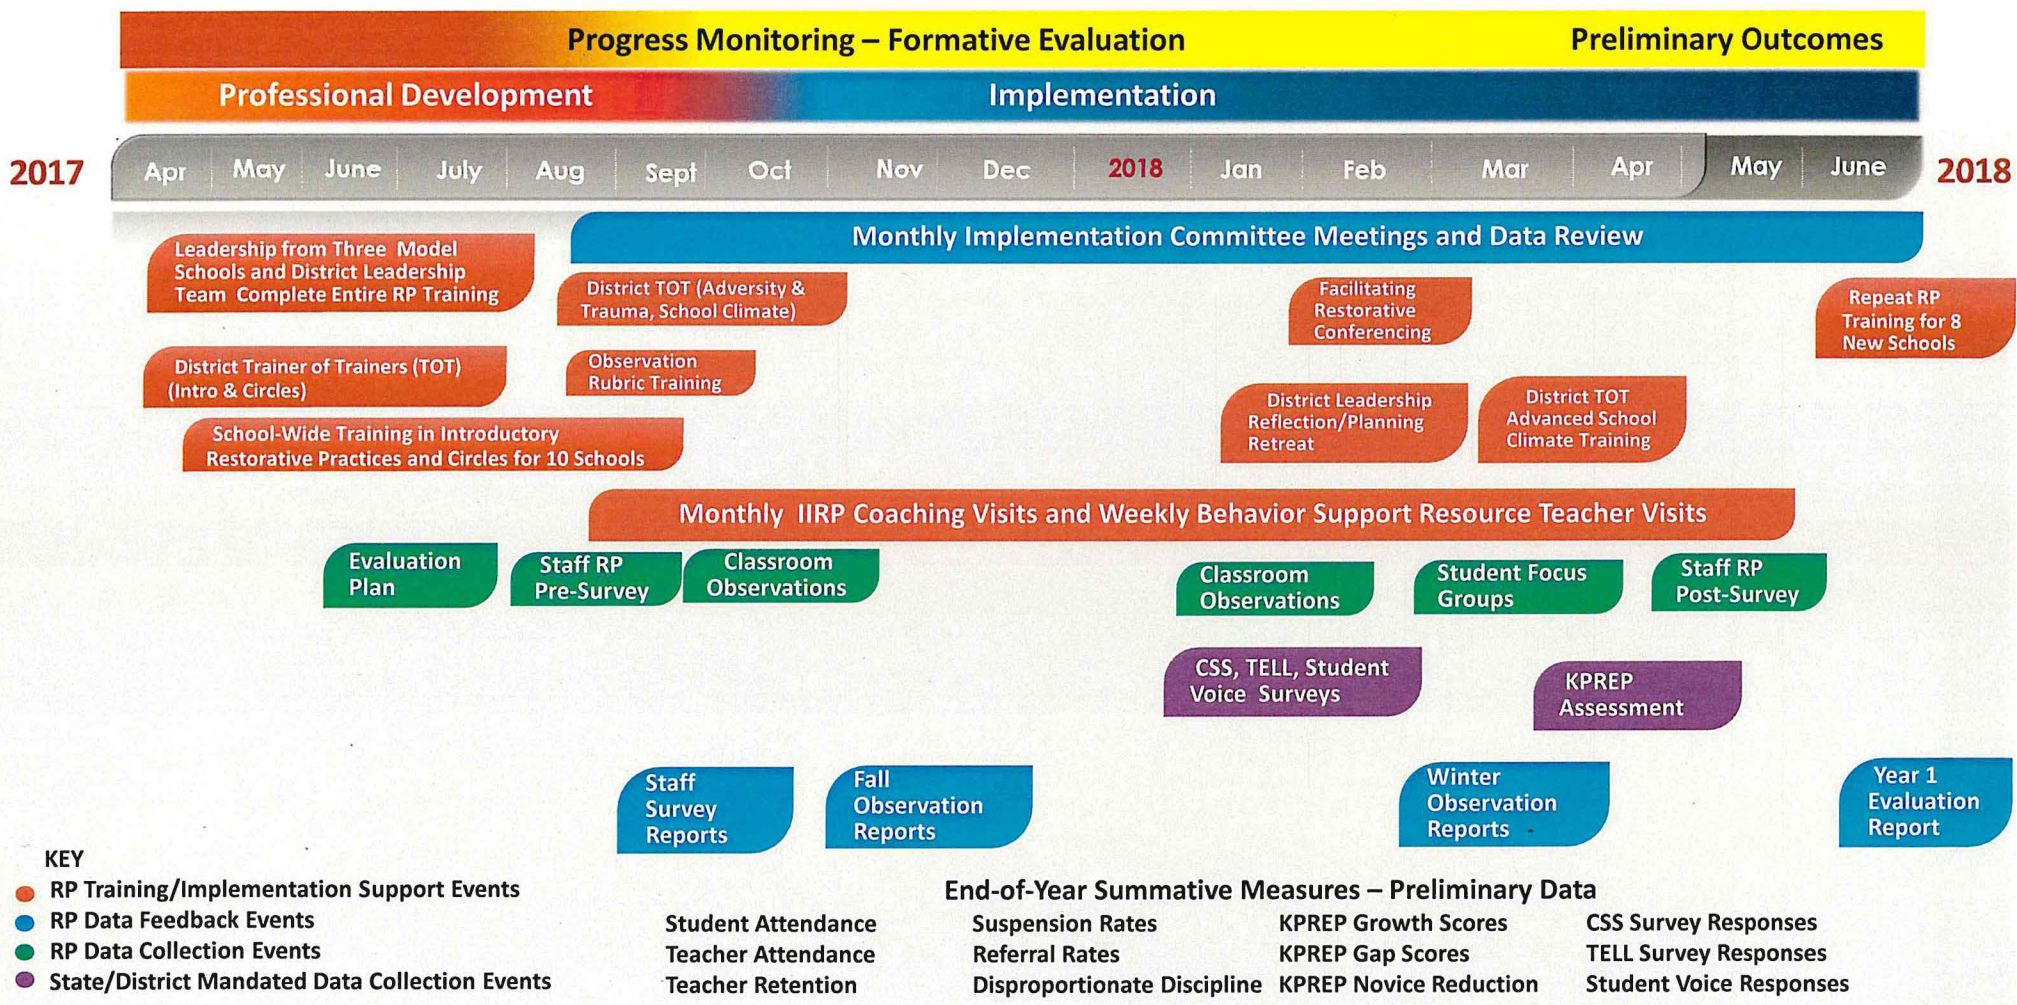 Progress Monitoring – Formative Evaluation Preliminary Outcomes
Professional Development Implementation
2017 Apr May June July Aug Sept Oct Nov Dec 2018 Jan Feb Mar Apr May June 2018
Monthly Implementation Committee Meetings and Data Review
Leadership from Three Model
Schools and District Leadership
Team Complete Entire RP Training
District TOT (Adversity &
Trauma, School Climate)
Facilitating
Restorative
Conferencing
Repeat RP
Training for 8
New Schools
District Trainer of Trainers (TOT)
(Intro & Circles)
Observation
Rubric Training
District Leadership
Reflection/Planning
Retreat
District TOT
Advanced School
Climate Training
School-Wide Training in Introductory
Restorative Practices and Circles for 10 Schools
Monthly IIRP Coaching Visits and Weekly Behavior Support Resource Teacher Visits
Evaluation
Plan
Staff RP
Pre-Survey
Classroom
Observations
Classroom
Observations
Student Focus
Groups
Staff RP
Post-Survey
CSS, TELL, Student
Voice Surveys
KPREP
Assessment
Staff
Survey
Reports
Fall
Observation
Reports
Winter
Observation
Reports
Year 1
Evaluation
Report
KEY
RP Training/Implementation Support Events
RP Data Feedback Events
RP Data Collection Events
State/District Mandated Data Collection Events
End-of-Year Summative Measures – Preliminary Data
Student Attendance Suspension Rates KPREP Growth Scores CSS Survey Responses
Teacher Attendance Referral Rates KPREP Gap Scores TELL Survey Responses
Teacher Retention Disproportionate Discipline KPREP Novice Reduction Student Voice Responses